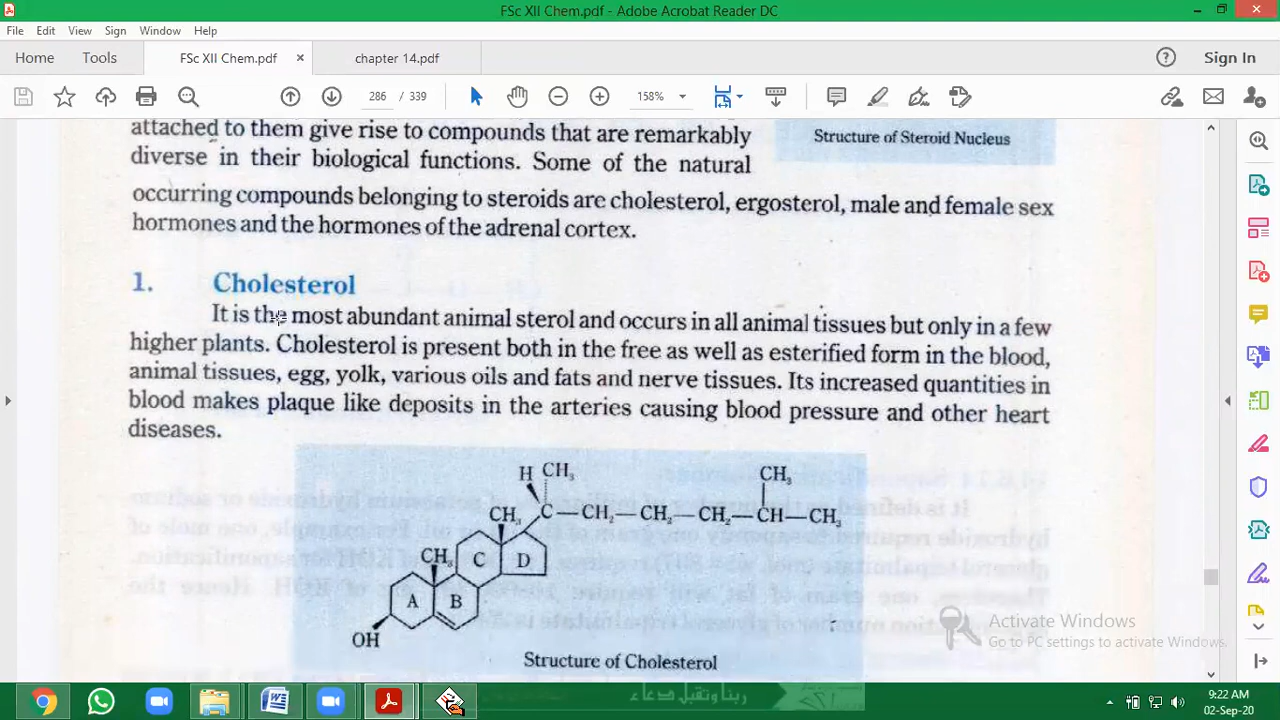 FSc XII Chem.pdf - Adobe Acrobat Reader DC
File Edit View Sign Window Help
Home Tools FSc XII Chem.pdf × chapter 14.pdf Sign In
286 / 339 158%
attached to them give rise to compounds that are remarkably
diverse in their biological functions. Some of the natural
Structure of Steroid Nucleus
occurring compounds belonging to steroids are cholesterol, ergosterol, male and female sex
hormones and the hormones of the adrenal cortex.
1. Cholesterol
It is the most abundant animal sterol and occurs in all animal tissues but only in a few
higher plants. Cholesterol is present both in the free as well as esterified form in the blood,
animal tissues, egg, yolk, various oils and fats and nerve tissues. Its increased quantities in
blood makes plaque like deposits in the arteries causing blood pressure and other heart
diseases.
H CH₃ CH₃
CH₃ C — CH₂ — CH₂ — CH₂ — CH — CH₃
CH₃ C D
A B
OH
Structure of Cholesterol
Activate Windows
Go to PC settings to activate Windows.
ربنا وتقبل دعاء
9:22 AM
02-Sep-20